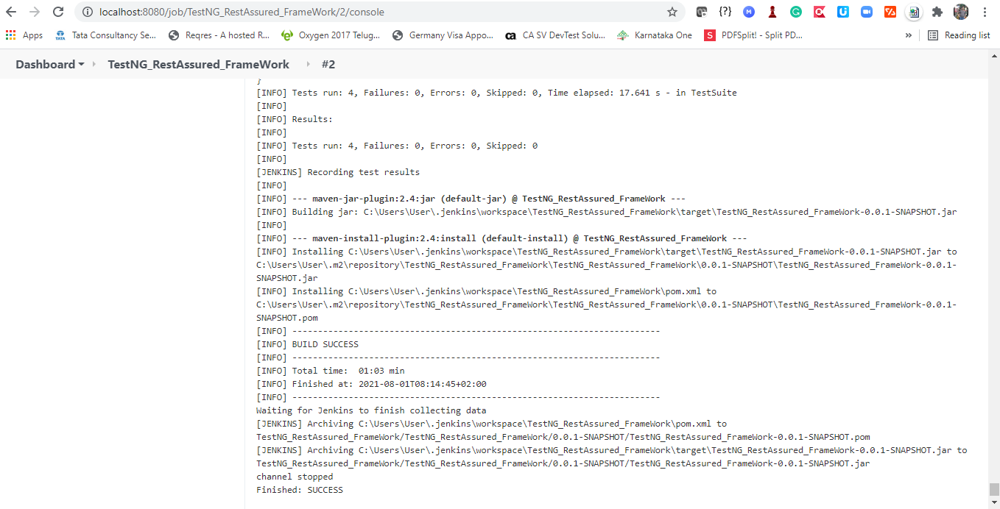 localhost:8080/job/TestNG_RestAssured_FrameWork/2/console
Apps Tata Consultancy Se... Reqres - A hosted R... Oxygen 2017 Telug... Germany Visa Appo... ca CA SV DevTest Solu... Karnataka One S PDFSplit! - Split PD... » Reading list
Dashboard TestNG_RestAssured_FrameWork #2
}
[INFO] Tests run: 4, Failures: 0, Errors: 0, Skipped: 0, Time elapsed: 17.641 s - in TestSuite
[INFO]
[INFO] Results:
[INFO]
[INFO] Tests run: 4, Failures: 0, Errors: 0, Skipped: 0
[INFO]
[JENKINS] Recording test results
[INFO]
[INFO] --- maven-jar-plugin:2.4:jar (default-jar) @ TestNG_RestAssured_FrameWork ---
[INFO] Building jar: C:\Users\User\.jenkins\workspace\TestNG_RestAssured_FrameWork\target\TestNG_RestAssured_FrameWork-0.0.1-SNAPSHOT.jar
[INFO]
[INFO] --- maven-install-plugin:2.4:install (default-install) @ TestNG_RestAssured_FrameWork ---
[INFO] Installing C:\Users\User\.jenkins\workspace\TestNG_RestAssured_FrameWork\target\TestNG_RestAssured_FrameWork-0.0.1-SNAPSHOT.jar to
C:\Users\User\.m2\repository\TestNG_RestAssured_FrameWork\TestNG_RestAssured_FrameWork\0.0.1-SNAPSHOT\TestNG_RestAssured_FrameWork-0.0.1-
SNAPSHOT.jar
[INFO] Installing C:\Users\User\.jenkins\workspace\TestNG_RestAssured_FrameWork\pom.xml to
C:\Users\User\.m2\repository\TestNG_RestAssured_FrameWork\TestNG_RestAssured_FrameWork\0.0.1-SNAPSHOT\TestNG_RestAssured_FrameWork-0.0.1-
SNAPSHOT.pom
[INFO] ------------------------------------------------------------------------
[INFO] BUILD SUCCESS
[INFO] ------------------------------------------------------------------------
[INFO] Total time:  01:03 min
[INFO] Finished at: 2021-08-01T08:14:45+02:00
[INFO] ------------------------------------------------------------------------
Waiting for Jenkins to finish collecting data
[JENKINS] Archiving C:\Users\User\.jenkins\workspace\TestNG_RestAssured_FrameWork\pom.xml to
TestNG_RestAssured_FrameWork/TestNG_RestAssured_FrameWork/0.0.1-SNAPSHOT/TestNG_RestAssured_FrameWork-0.0.1-SNAPSHOT.pom
[JENKINS] Archiving C:\Users\User\.jenkins\workspace\TestNG_RestAssured_FrameWork\target\TestNG_RestAssured_FrameWork-0.0.1-SNAPSHOT.jar to
TestNG_RestAssured_FrameWork/TestNG_RestAssured_FrameWork/0.0.1-SNAPSHOT/TestNG_RestAssured_FrameWork-0.0.1-SNAPSHOT.jar
channel stopped
Finished: SUCCESS